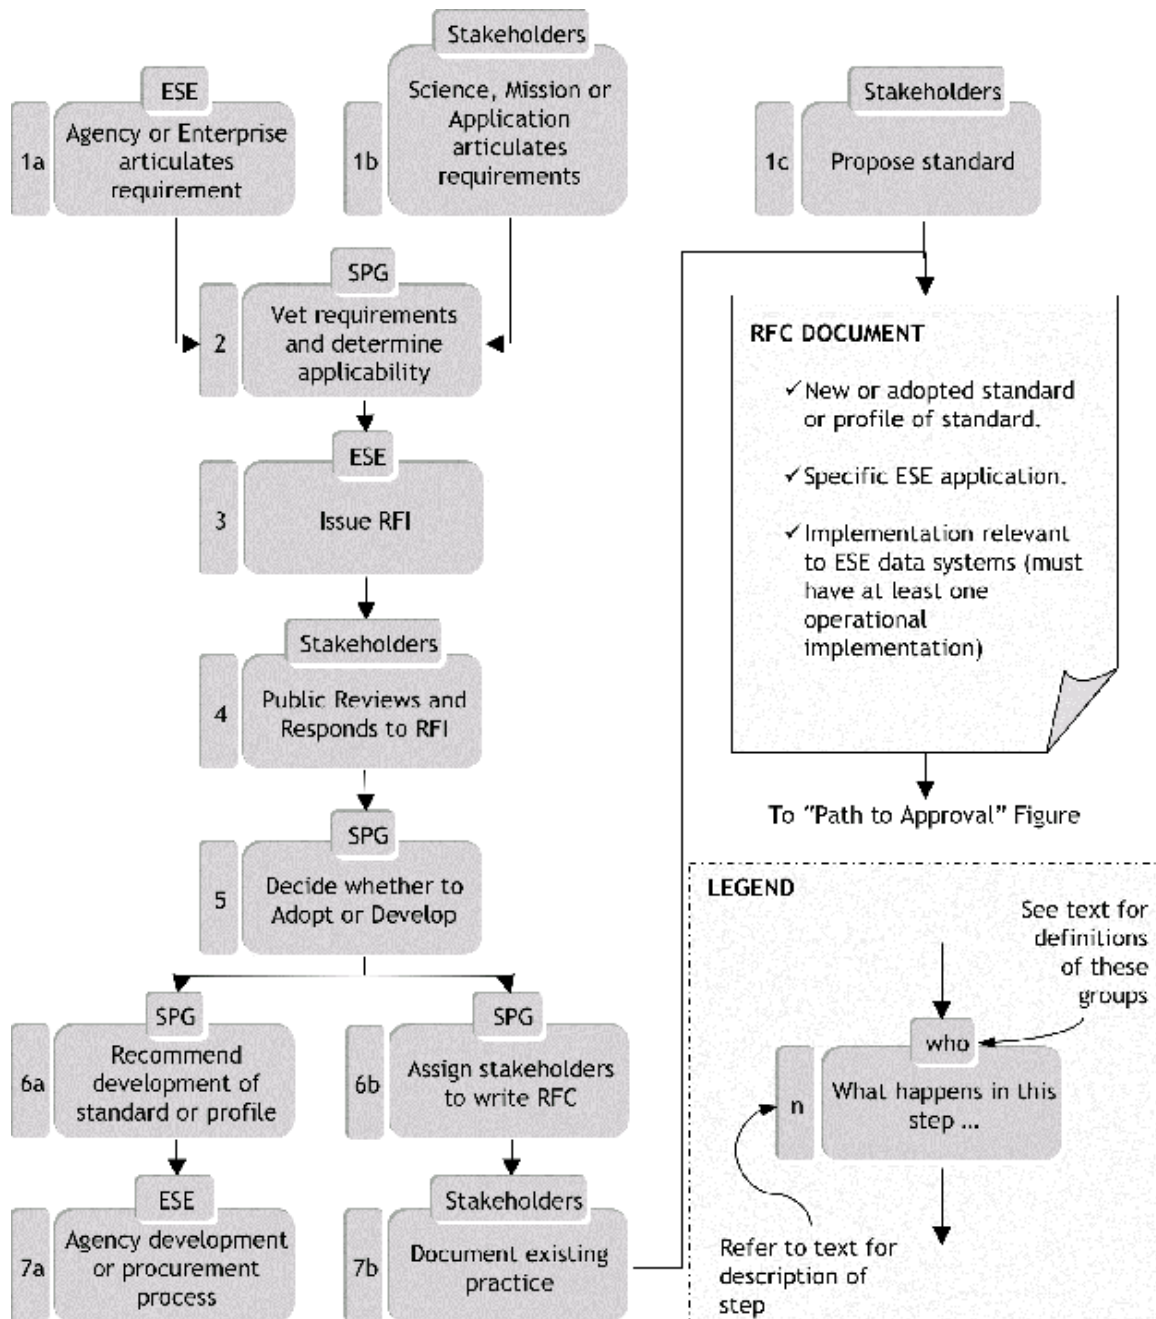 ESE
1a
Agency or Enterprise
articulates
requirement
Stakeholders
1b
Science, Mission or
Application
articulates
requirements
Stakeholders
1c
Propose standard
SPG
2
Vet requirements
and determine
applicability
ESE
3
Issue RFI
Stakeholders
4
Public Reviews and
Responds to RFI
SPG
5
Decide whether to
Adopt or Develop
SPG
6a
Recommend
development of
standard or profile
SPG
6b
Assign stakeholders
to write RFC
ESE
7a
Agency development
or procurement
process
Stakeholders
7b
Document existing
practice
RFC DOCUMENT
✓New or adopted standard
or profile of standard.
✓Specific ESE application.
✓Implementation relevant
to ESE data systems (must
have at least one
operational
implementation)
To “Path to Approval” Figure
LEGEND
See text for
definitions
of these
groups
who
n
What happens in this
step ...
Refer to text for
description of
step